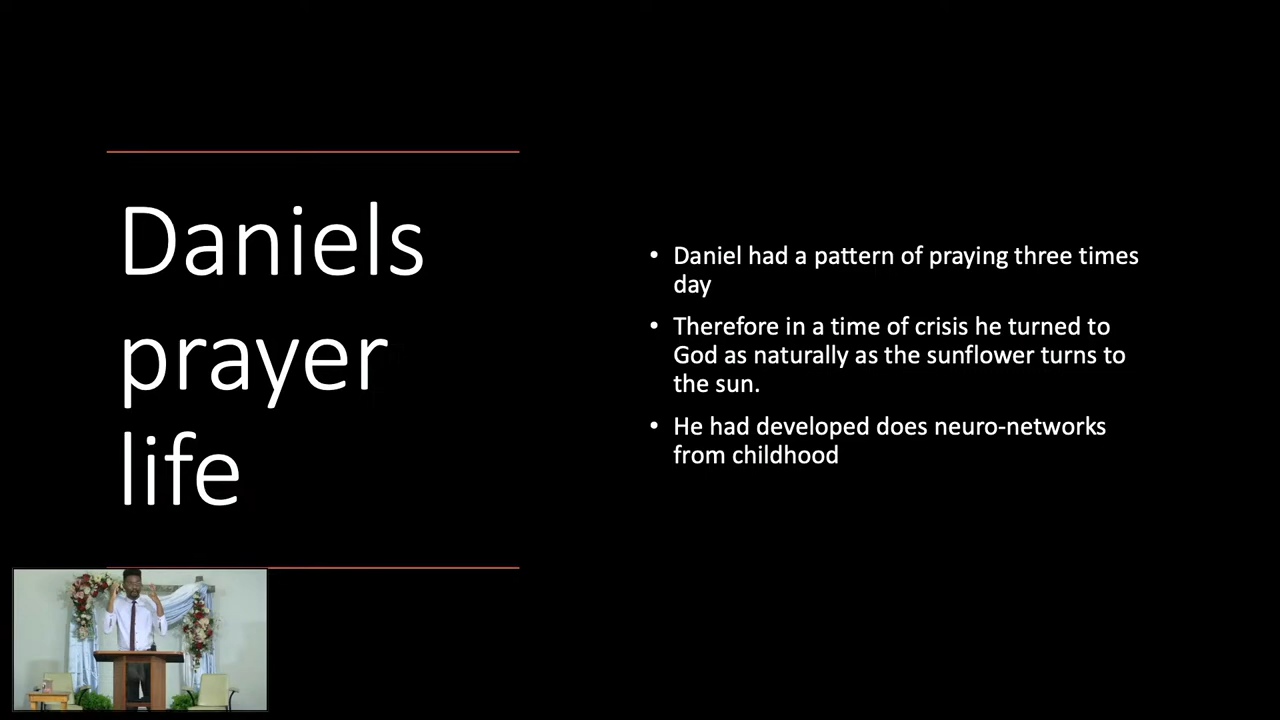 Daniels
prayer
life
Daniel had a pattern of praying three times
day
Therefore in a time of crisis he turned to
God as naturally as the sunflower turns to
the sun.
He had developed does neuro-networks
from childhood